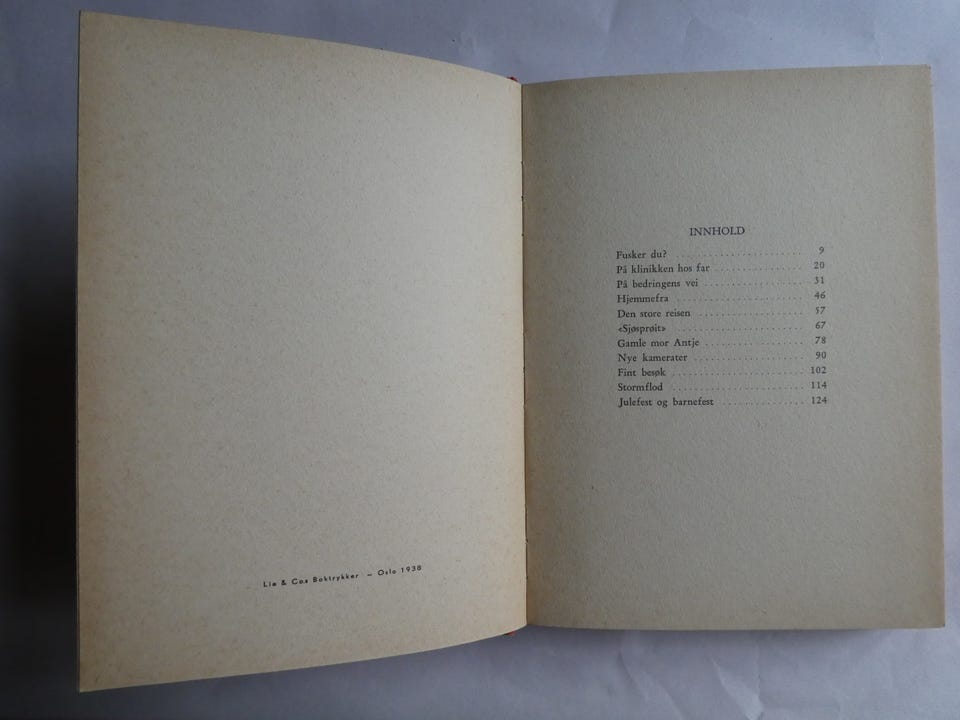 Lie & Co.s Boktrykker – Oslo 1938
INNHOLD
Fusker du? . . . . . . . . . . . . . . . . . . . . . . . 9
På klinikken hos far . . . . . . . . . . . . . . . 20
På bedringens vei . . . . . . . . . . . . . . . . . 31
Hjemmefra . . . . . . . . . . . . . . . . . . . . . . 46
Den store reisen . . . . . . . . . . . . . . . . . . 57
«Sjøsprøit» . . . . . . . . . . . . . . . . . . . . . . 67
Gamle mor Antje . . . . . . . . . . . . . . . . . 78
Nye kamerater . . . . . . . . . . . . . . . . . . . 90
Fint besøk . . . . . . . . . . . . . . . . . . . . . . 102
Stormflod . . . . . . . . . . . . . . . . . . . . . . 114
Julefest og barnefest . . . . . . . . . . . . . . 124